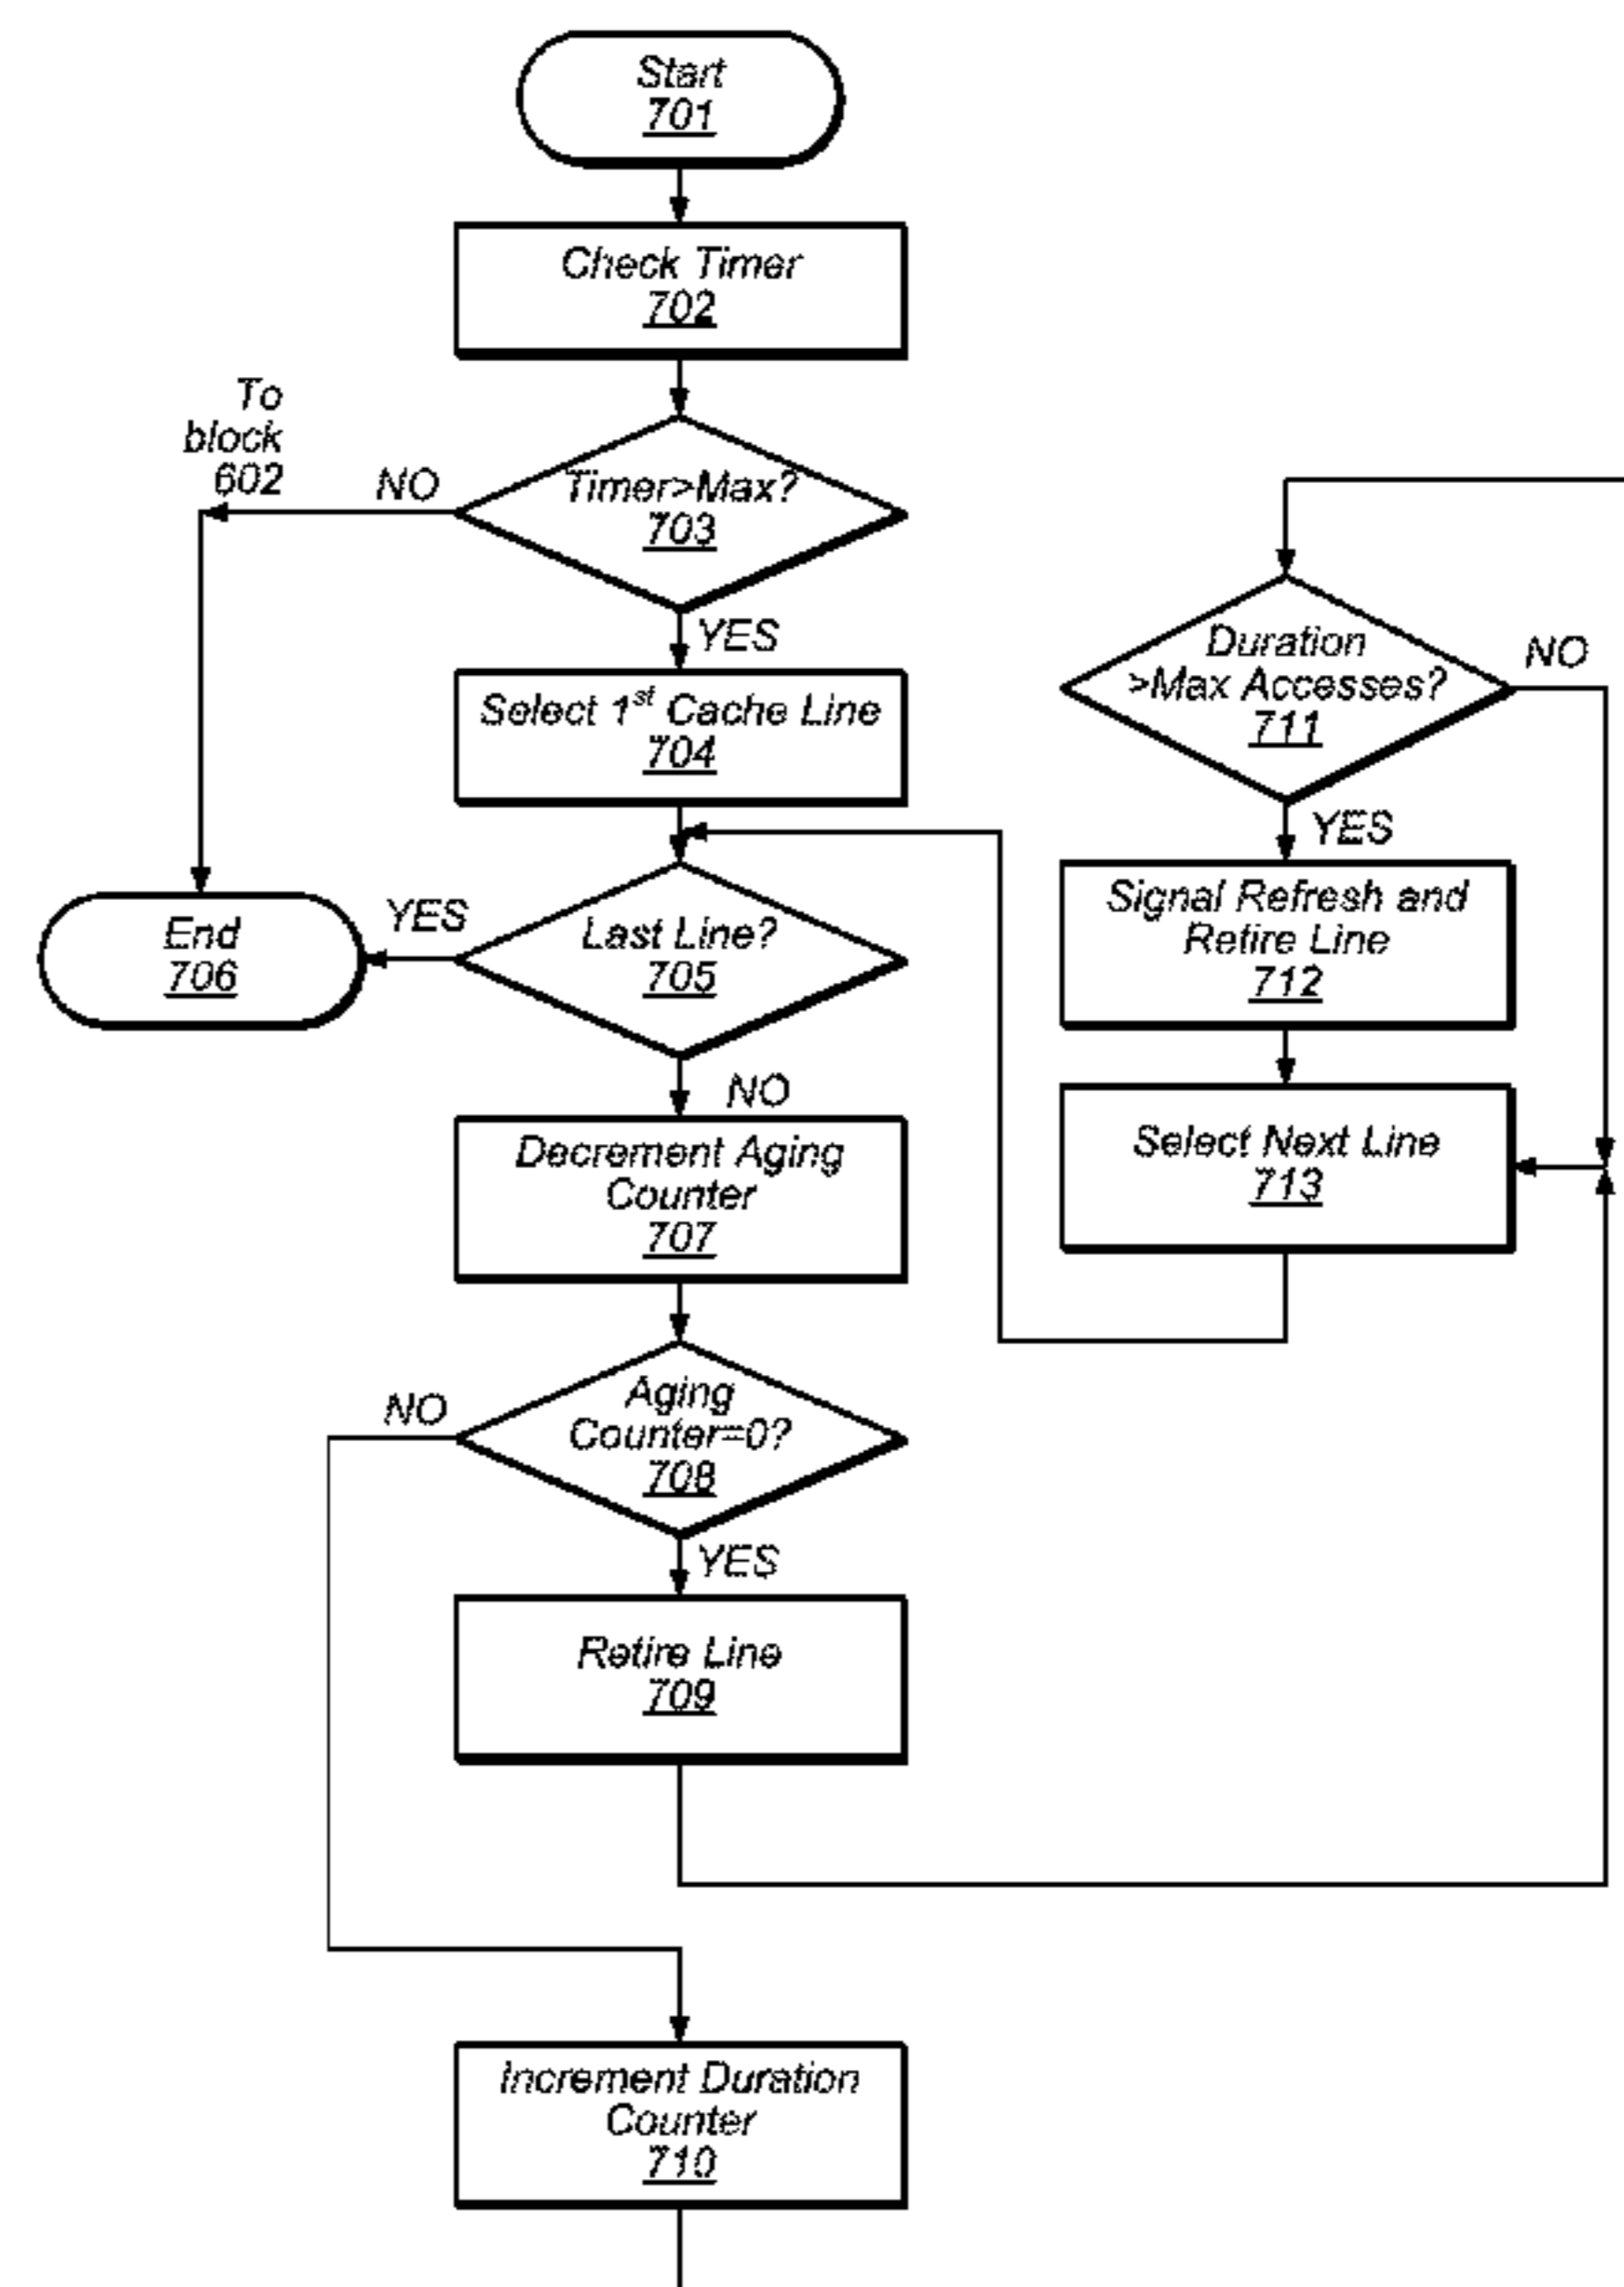 Start
701
Check Timer
702
To
block
602
NO
Timer>Max?
703
YES
Select 1st Cache Line
704
End
706
YES
Last Line?
705
NO
Decrement Aging
Counter
707
NO
Aging
Counter=0?
708
YES
Retire Line
709
Increment Duration
Counter
710
Duration
>Max Accesses?
711
NO
YES
Signal Refresh and
Retire Line
712
Select Next Line
713